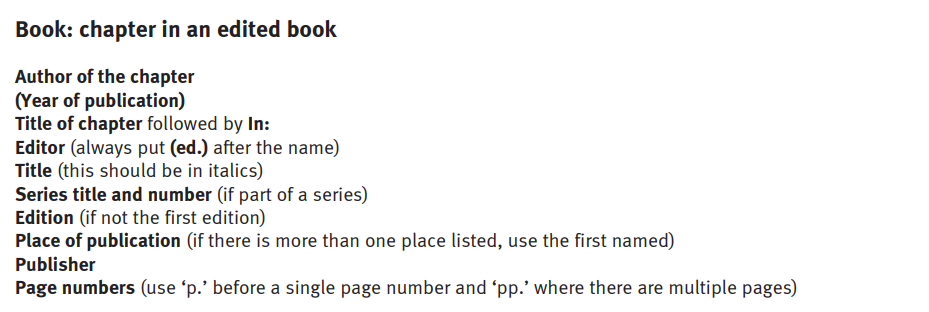 Book: chapter in an edited book
Author of the chapter
(Year of publication)
Title of chapter followed by In:
Editor (always put (ed.) after the name)
Title (this should be in italics)
Series title and number (if part of a series)
Edition (if not the first edition)
Place of publication (if there is more than one place listed, use the first named)
Publisher
Page numbers (use ‘p.’ before a single page number and ‘pp.’ where there are multiple pages)